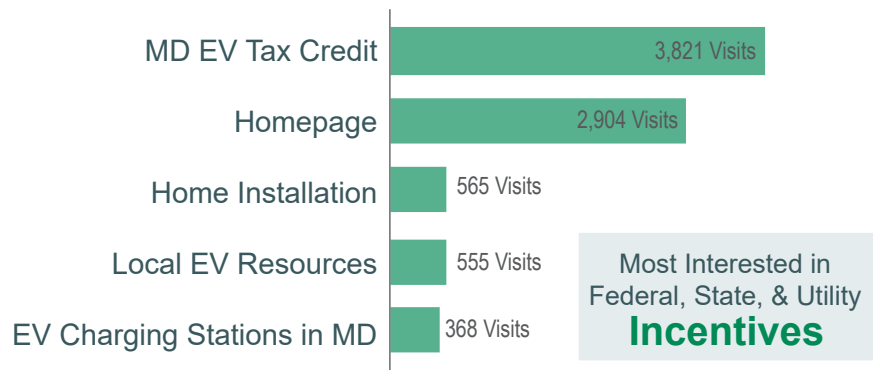 MD EV Tax Credit 3,821 Visits
Homepage 2,904 Visits
Home Installation 565 Visits
Local EV Resources 555 Visits
EV Charging Stations in MD 368 Visits
Most Interested in
Federal, State, & Utility
Incentives